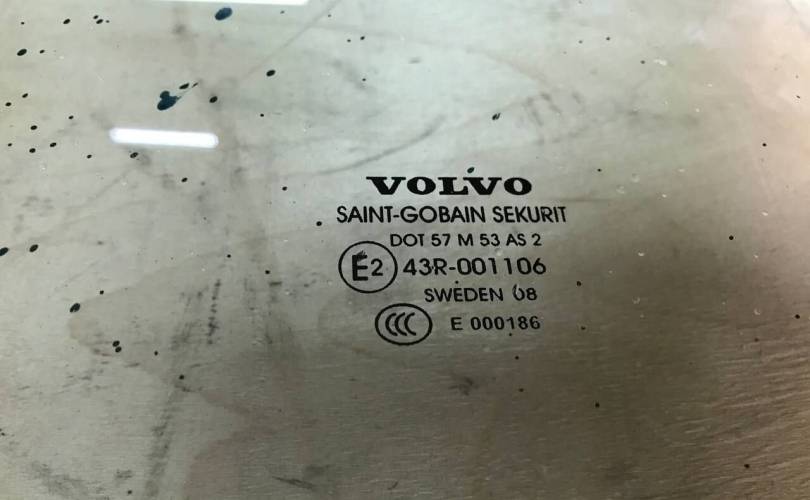 VOLVO
SAINT-GOBAIN SEKURIT
DOT 57 M 53 AS 2
E2 43R-001106
SWEDEN 08
CCC E 000186